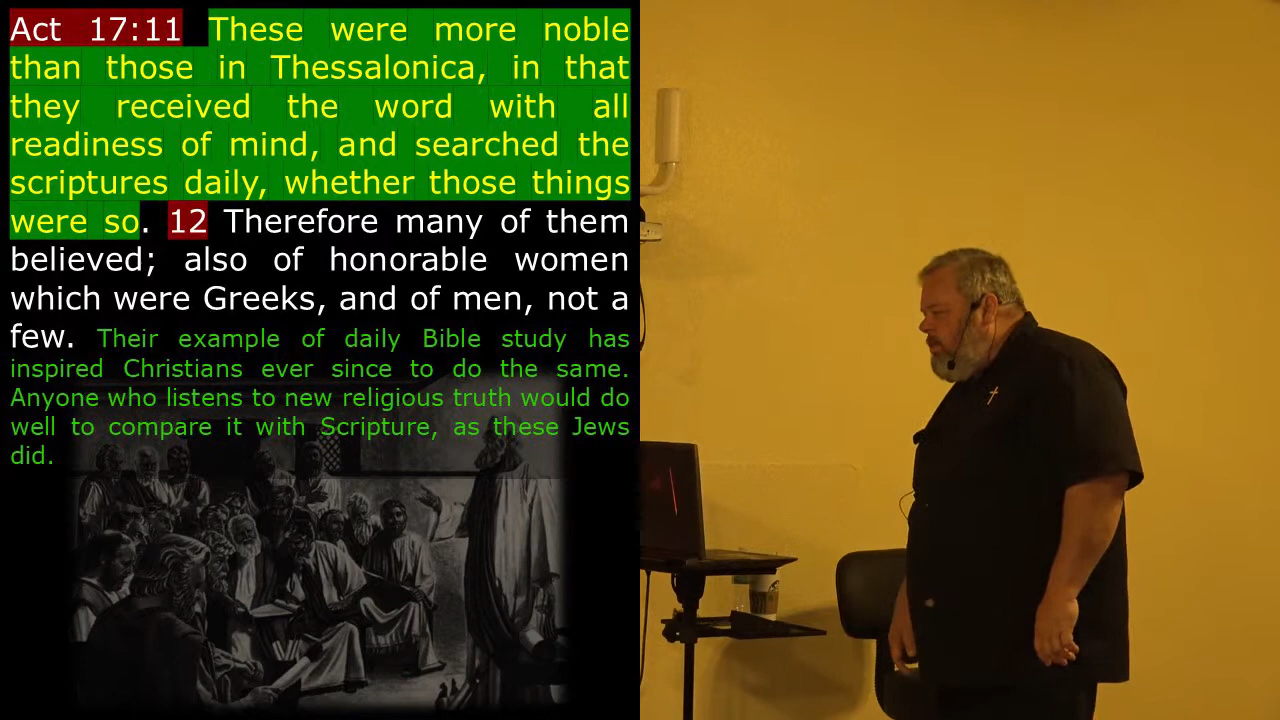 Act 17:11 These were more noble
than those in Thessalonica, in that
they received the word with all
readiness of mind, and searched the
scriptures daily, whether those things
were so. 12 Therefore many of them
believed; also of honorable women
which were Greeks, and of men, not a
few. Their example of daily Bible study has
inspired Christians ever since to do the same.
Anyone who listens to new religious truth would do
well to compare it with Scripture, as these Jews
did.